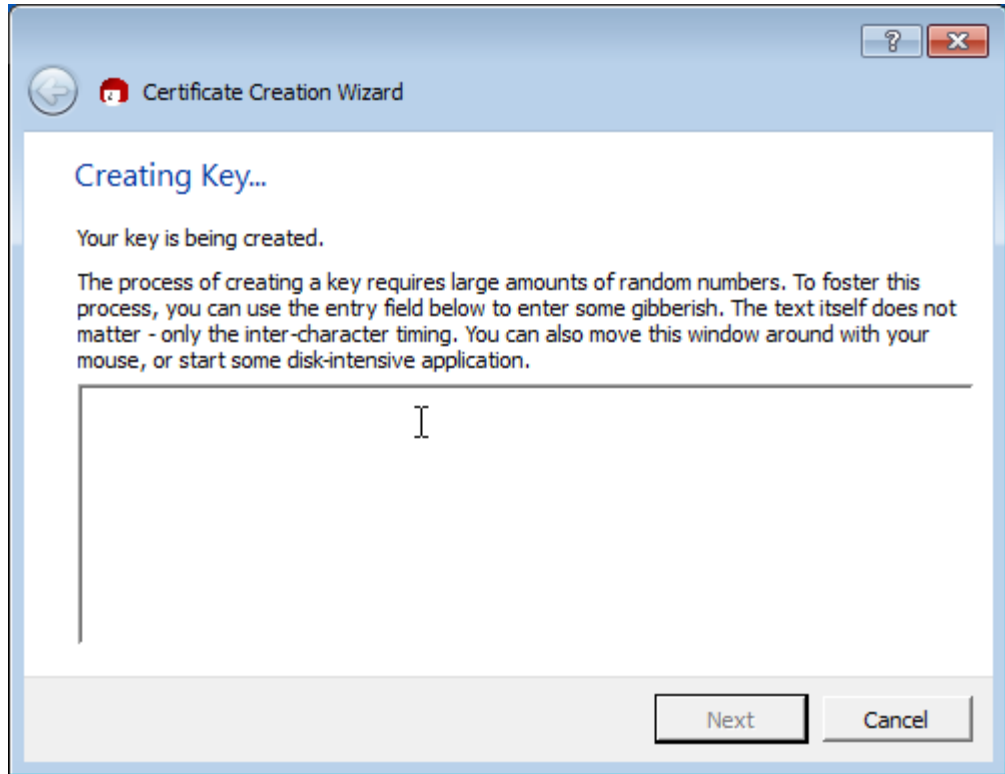 Certificate Creation Wizard
Creating Key...
Your key is being created.
The process of creating a key requires large amounts of random numbers. To foster this
process, you can use the entry field below to enter some gibberish. The text itself does not
matter - only the inter-character timing. You can also move this window around with your
mouse, or start some disk-intensive application.
Next
Cancel